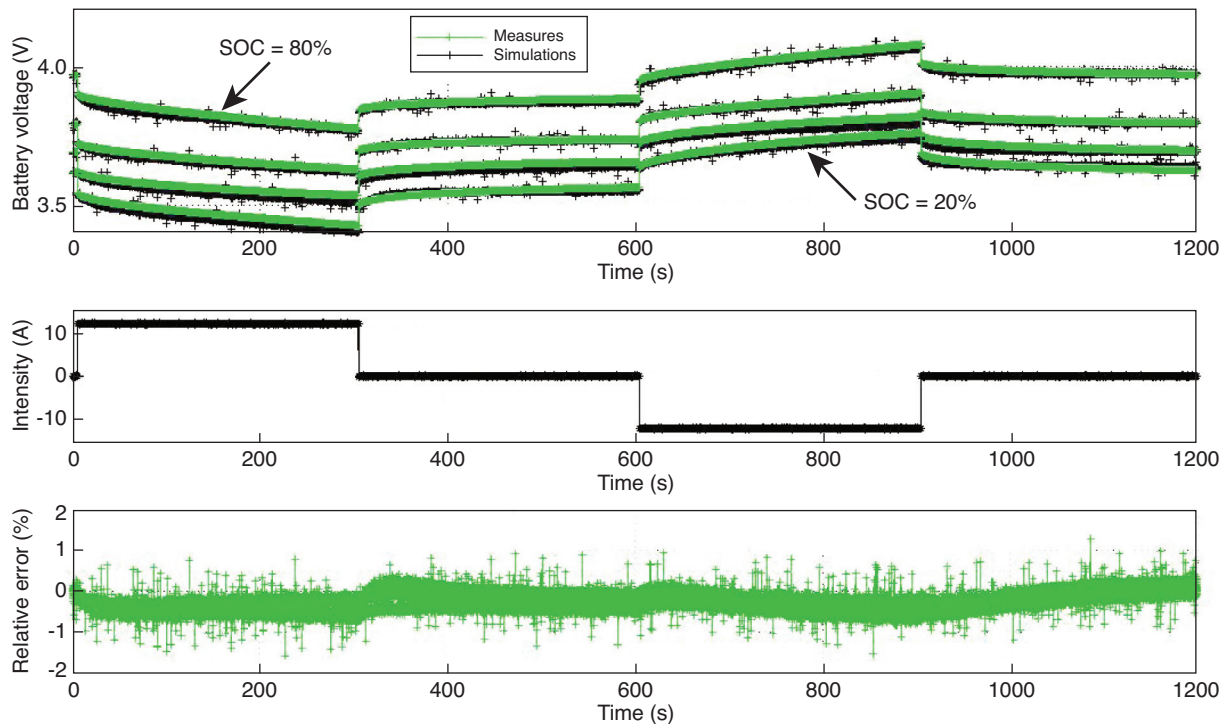 Battery voltage (V)
4.0
3.5
SOC = 80%
Measures
Simulations
SOC = 20%
0 200 400 600 800 1000 1200
Time (s)
Intensity (A)
10
0
-10
0 200 400 600 800 1000 1200
Time (s)
Relative error (%)
2
1
0
-1
-2
0 200 400 600 800 1000 1200
Time (s)